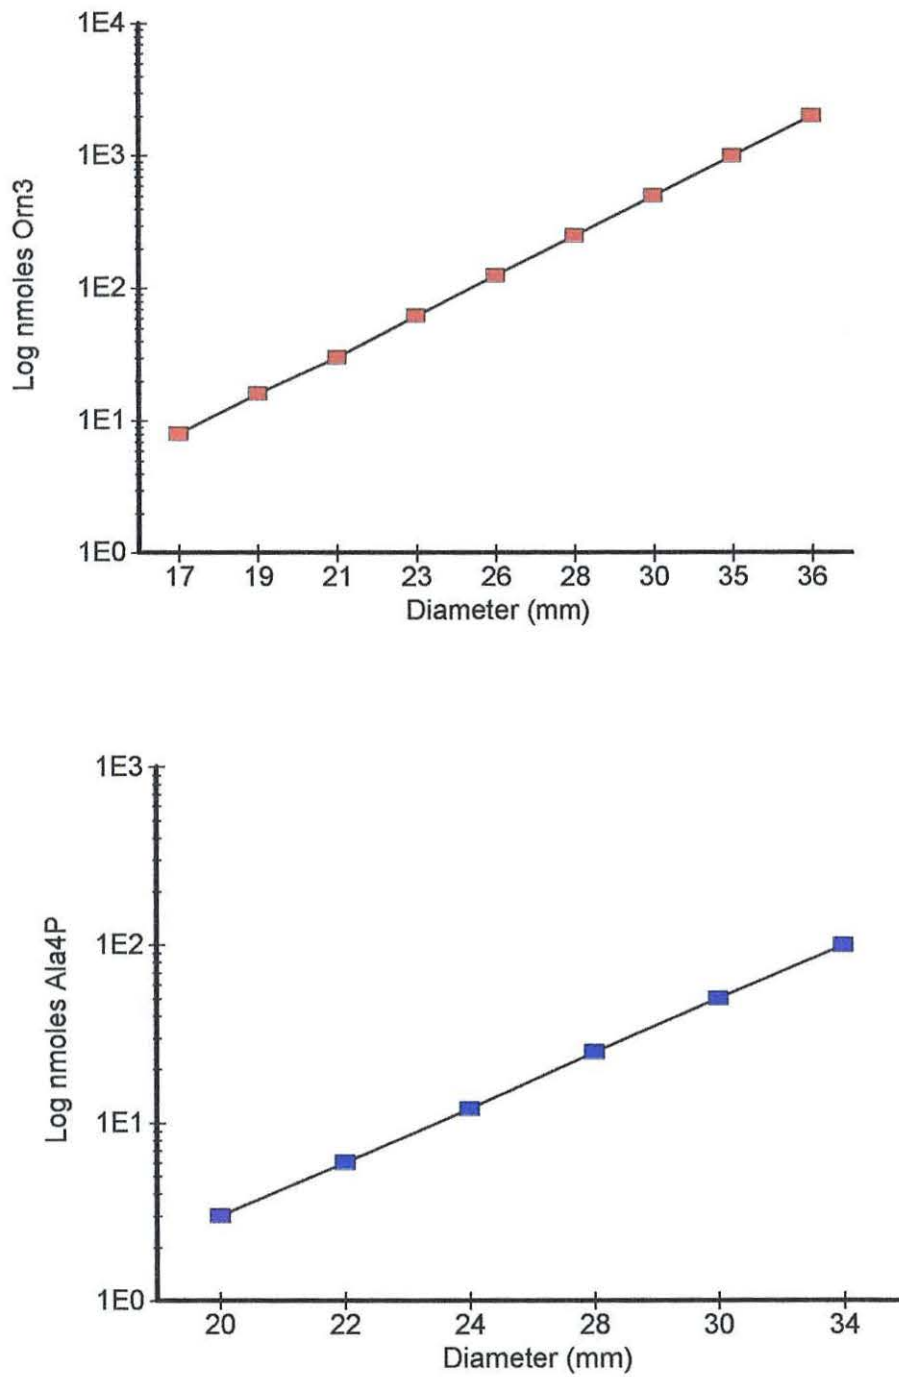 1E4
1E3
1E2
1E1
1E0
Log nmoles Orn3
17 19 21 23 26 28 30 35 36
Diameter (mm)
1E3
1E2
1E1
1E0
Log nmoles Ala4P
20 22 24 28 30 34
Diameter (mm)